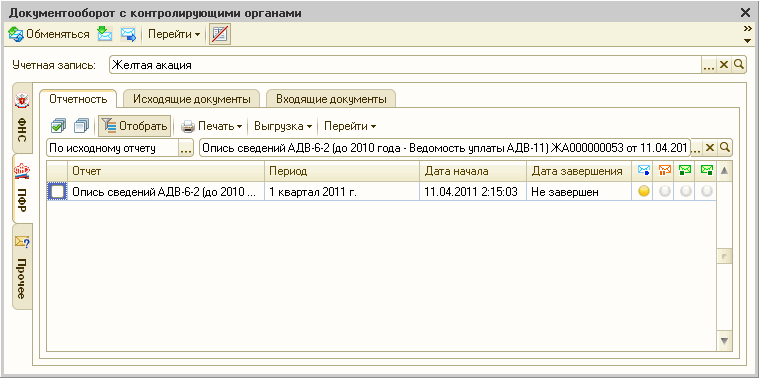 Документооборот с контролирующими органами
Обменяться Перейти
Учетная запись: Желтая акация ...
Отчетность Исходящие документы Входящие документы
ФНС
ПФР
Прочее
Отобрать Печать Выгрузка Перейти
По исходному отчету ... Опись сведений АДВ-6-2 (до 2010 года - Ведомость уплаты АДВ-11) ЖА000000053 от 11.04.201 ...
Отчет Период Дата начала Дата завершения
Опись сведений АДВ-6-2 (до 2010 ... 1 квартал 2011 г. 11.04.2011 2:15:03 Не завершен